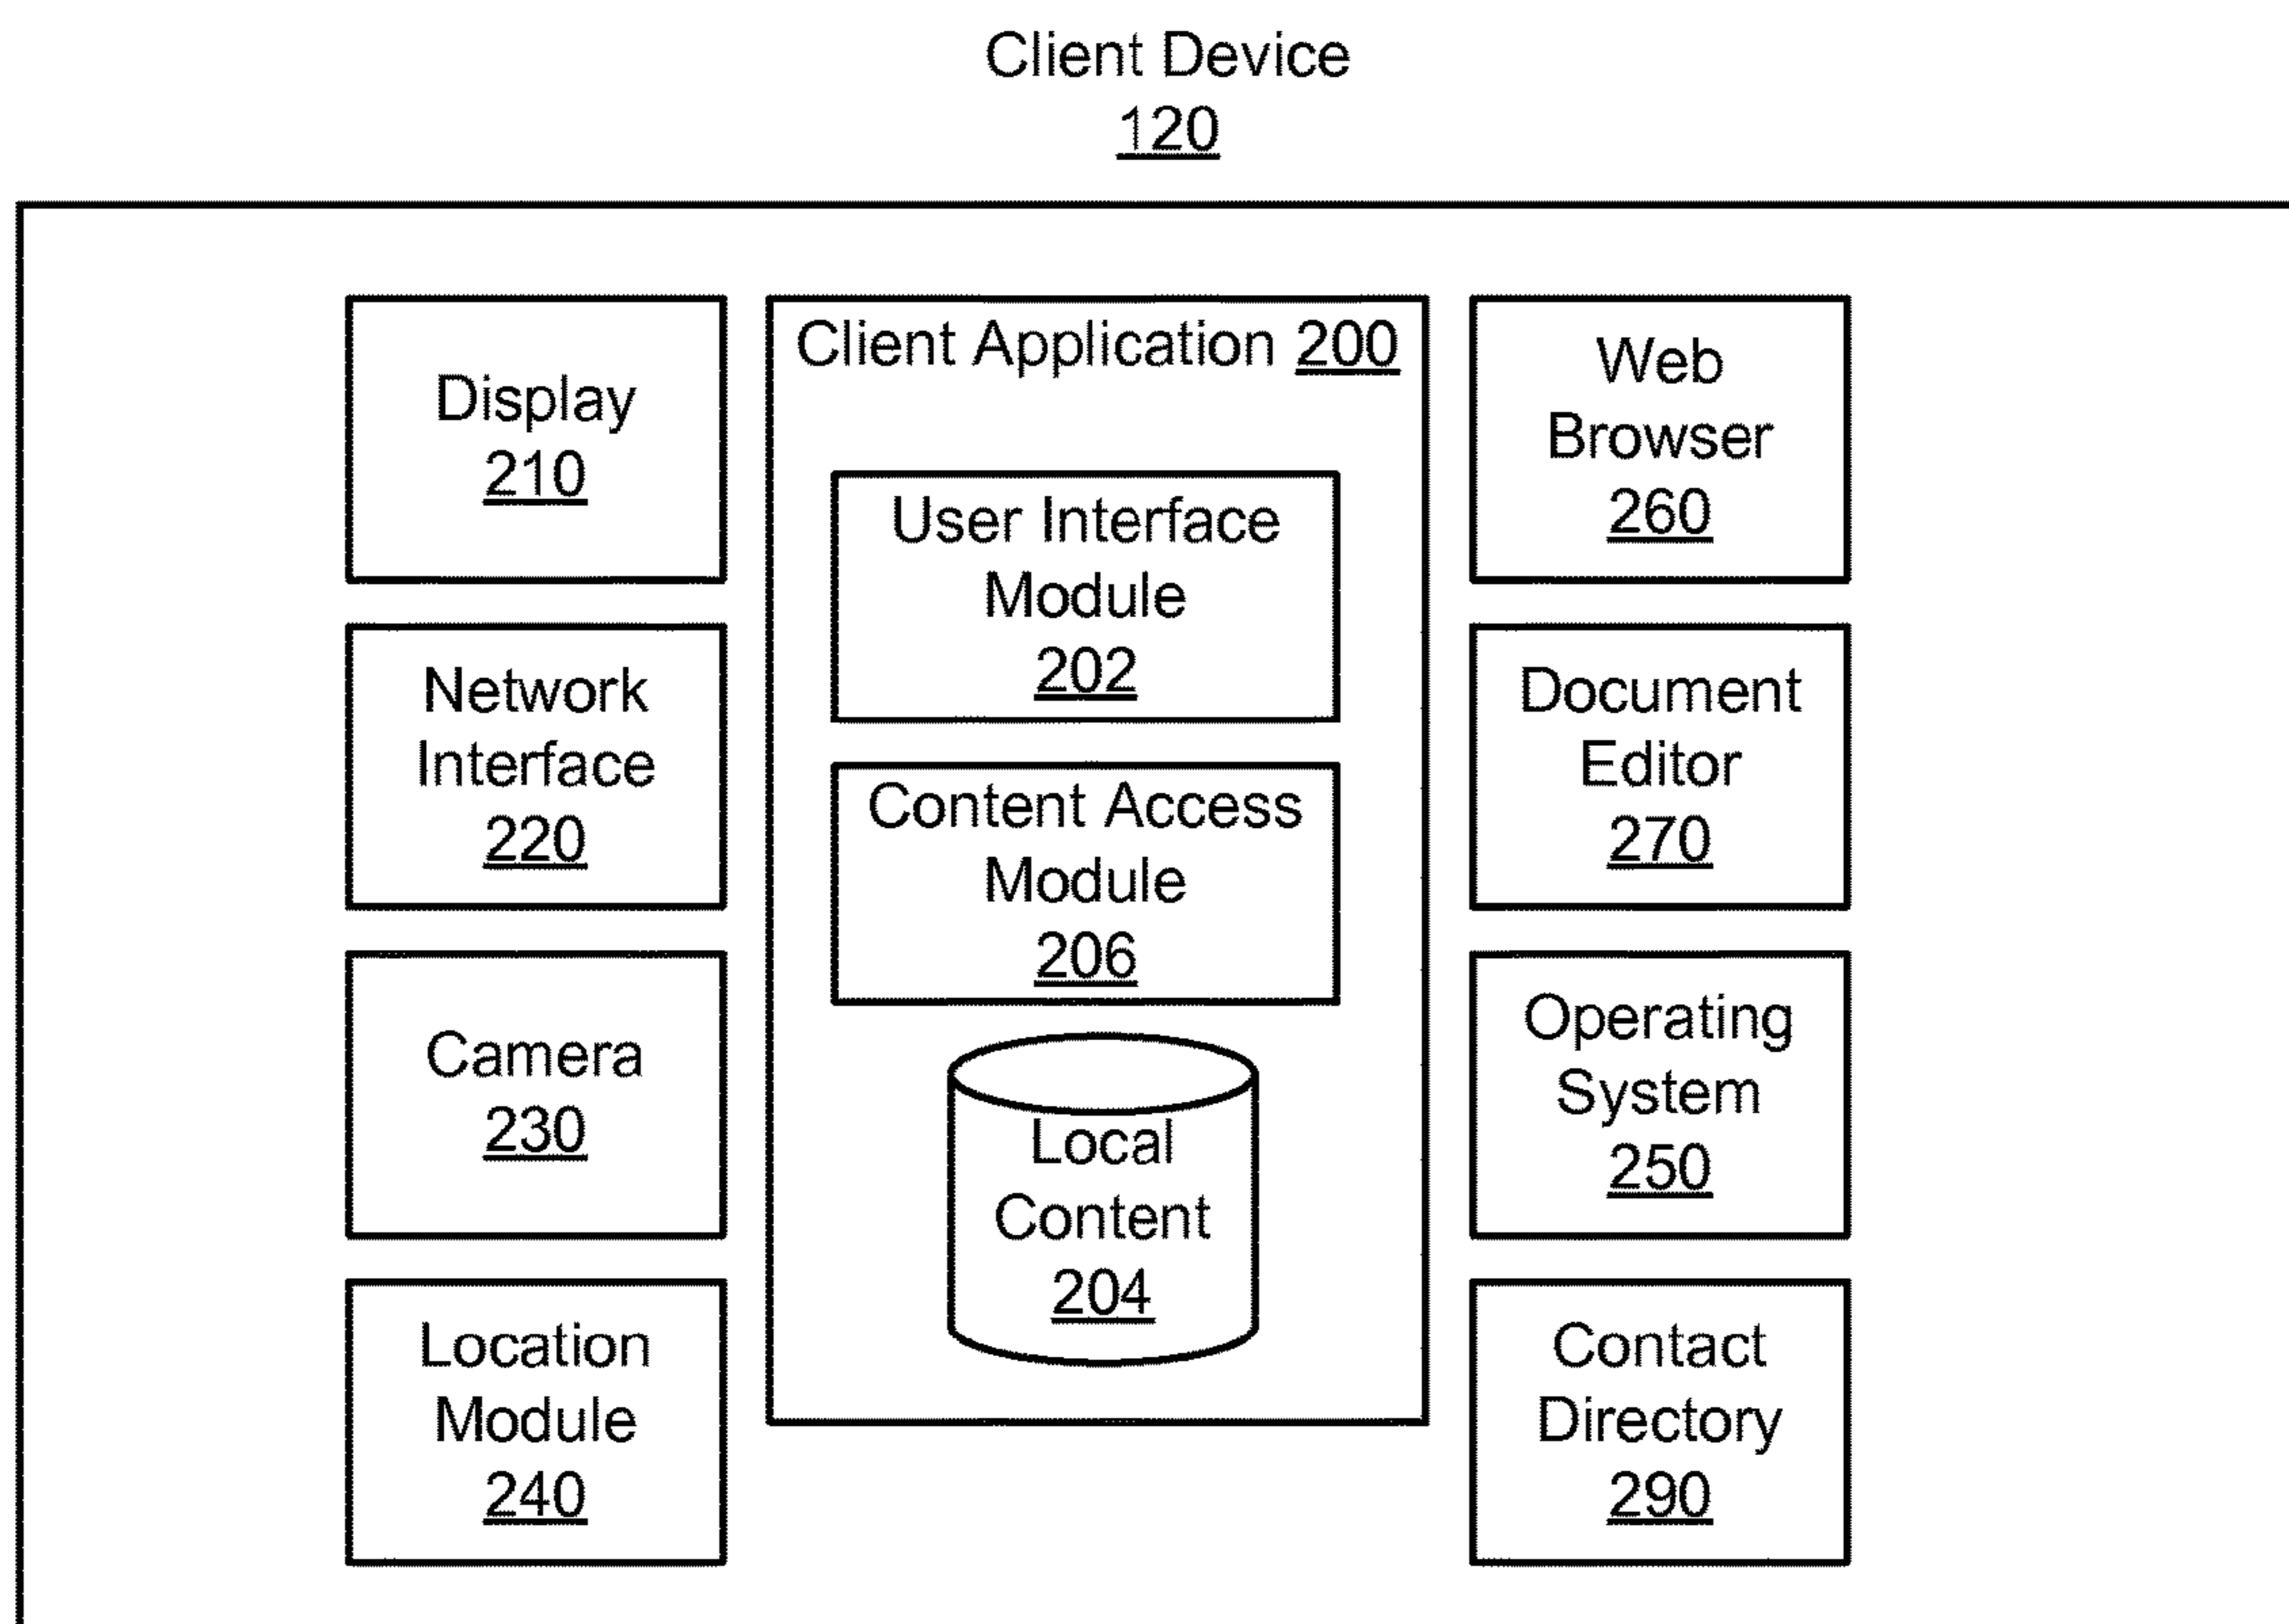 Client Device
120
Display
210
Network
Interface
220
Camera
230
Location
Module
240
Client Application 200
User Interface
Module
202
Content Access
Module
206
Local
Content
204
Web
Browser
260
Document
Editor
270
Operating
System
250
Contact
Directory
290